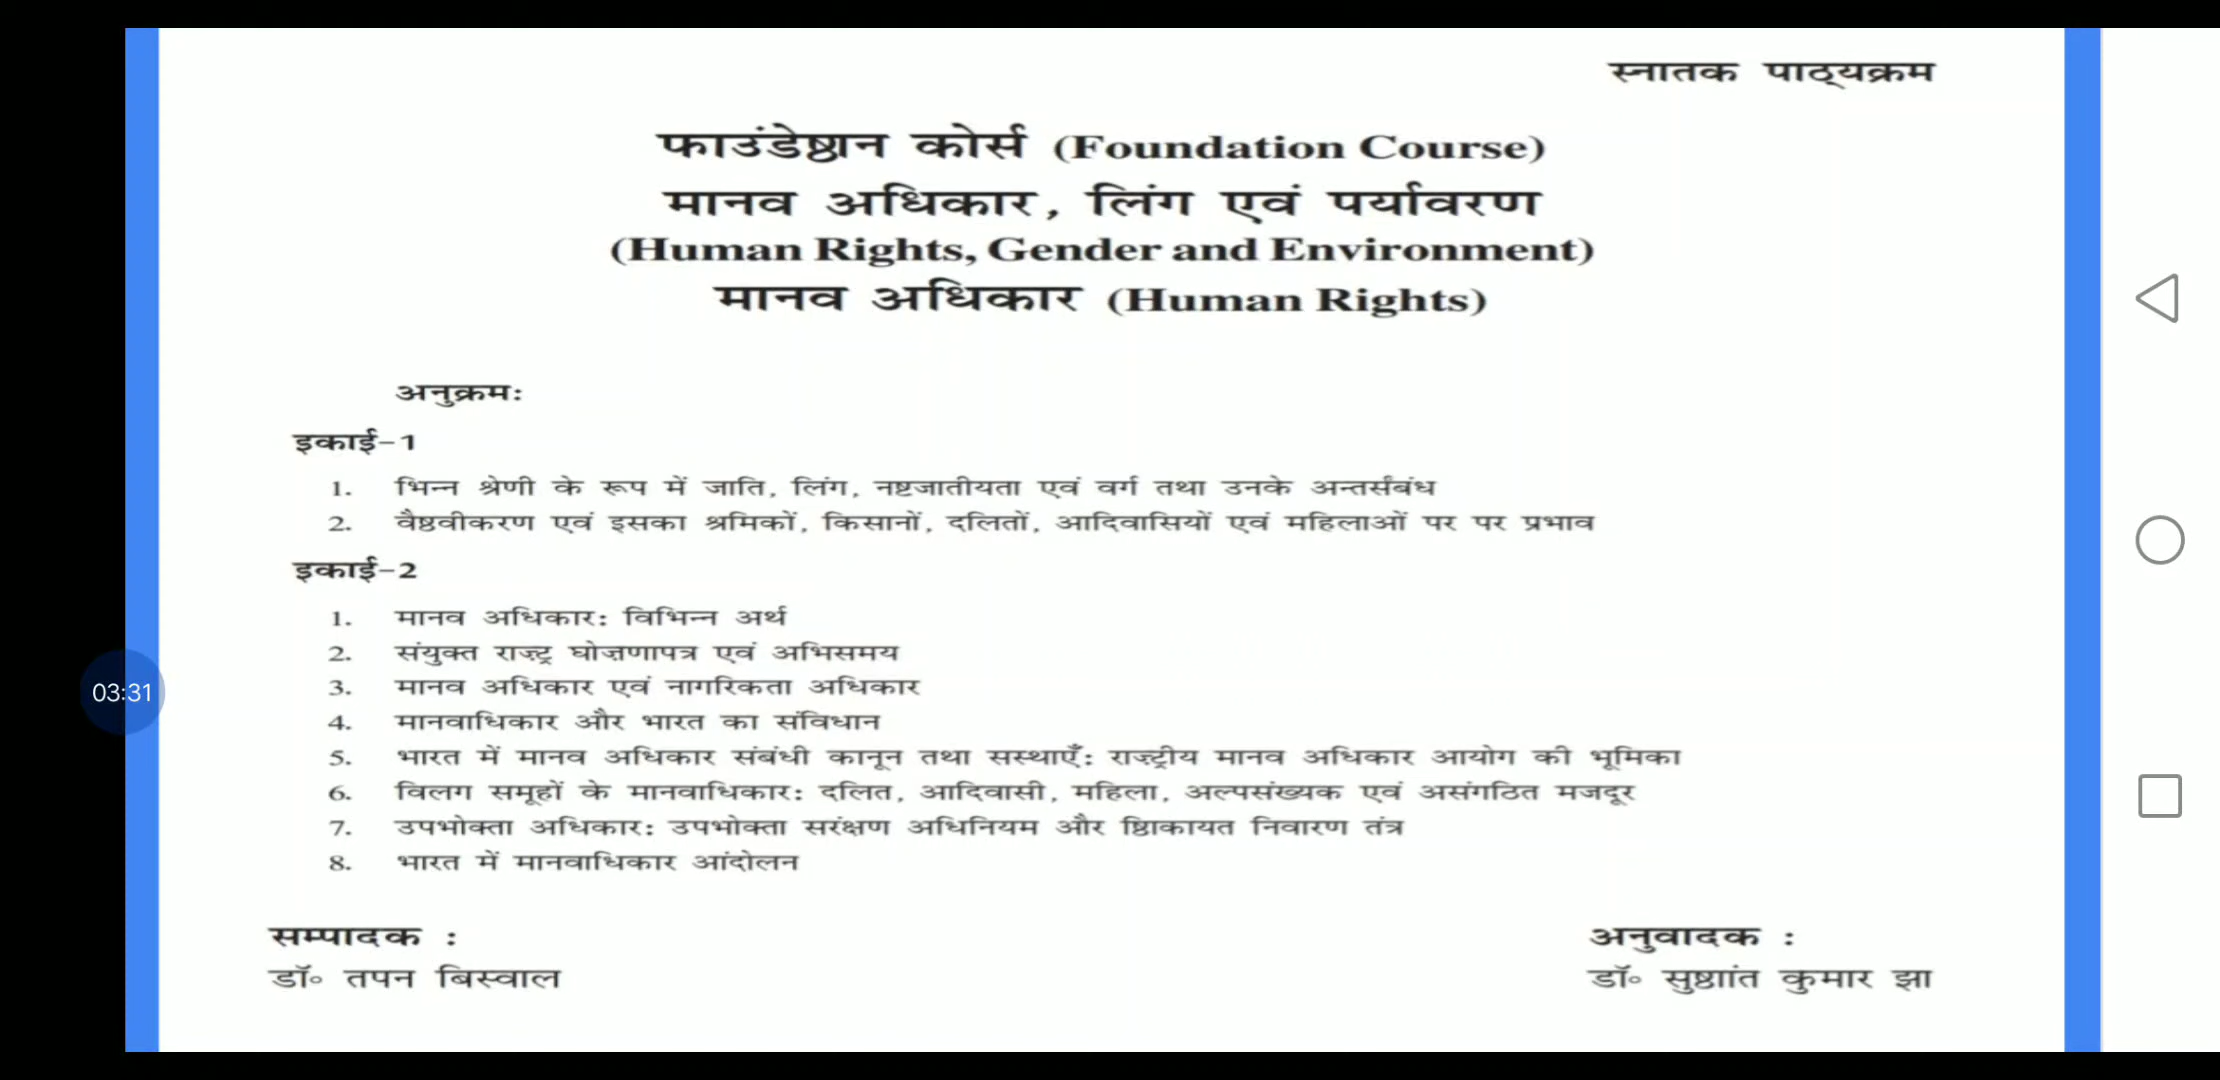 स्नातक पाठ्यक्रम
फाउंडेष्ठान कोर्स (Foundation Course)
मानव अधिकार, लिंग एवं पर्यावरण
(Human Rights, Gender and Environment)
मानव अधिकार (Human Rights)
अनुक्रमः
इकाई-1
1. भिन्न श्रेणी के रूप में जाति, लिंग, नष्टजातीयता एवं वर्ग तथा उनके अन्तर्संबंध
2. वैष्ठवीकरण एवं इसका श्रमिकों, किसानों, दलितों, आदिवासियों एवं महिलाओं पर पर प्रभाव
इकाई-2
1. मानव अधिकार: विभिन्न अर्थ
2. संयुक्त राज्ट्र घोज़णापत्र एवं अभिसमय
3. मानव अधिकार एवं नागरिकता अधिकार
4. मानवाधिकार और भारत का संविधान
5. भारत में मानव अधिकार संबंधी कानून तथा सस्थाएँ: राज्ट्रीय मानव अधिकार आयोग की भूमिका
6. विलग समूहों के मानवाधिकार: दलित, आदिवासी, महिला, अल्पसंख्यक एवं असंगठित मजदूर
7. उपभोक्ता अधिकार: उपभोक्ता सरंक्षण अधिनियम और ष्ठिाकायत निवारण तंत्र
8. भारत में मानवाधिकार आंदोलन
03:31
सम्पादक : अनुवादक :
डॉ॰ तपन बिस्वाल डॉ॰ सुष्ठाांत कुमार झा